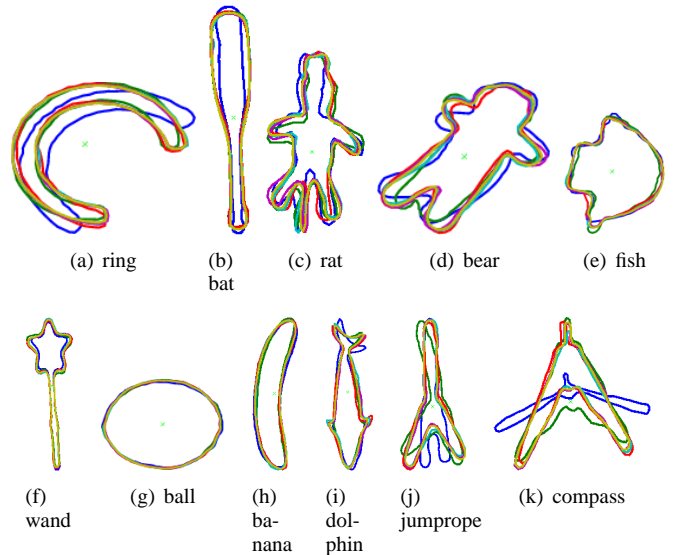 (a) ring
(b)
bat
(c) rat
(d) bear
(e) fish
(f)
wand
(g) ball
(h)
ba-
nana
(i)
dol-
phin
(j)
jumprope
(k) compass